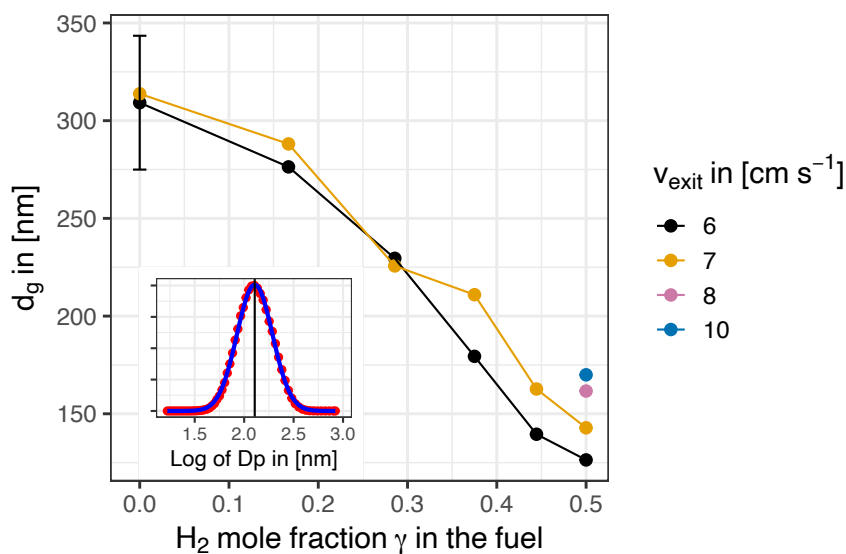 350
300
250
200
150
d_g in [nm]
0.0 0.1 0.2 0.3 0.4 0.5
H₂ mole fraction γ in the fuel
1.5 2.0 2.5 3.0
Log of Dp in [nm]
v_exit in [cm s⁻¹]
6
7
8
10